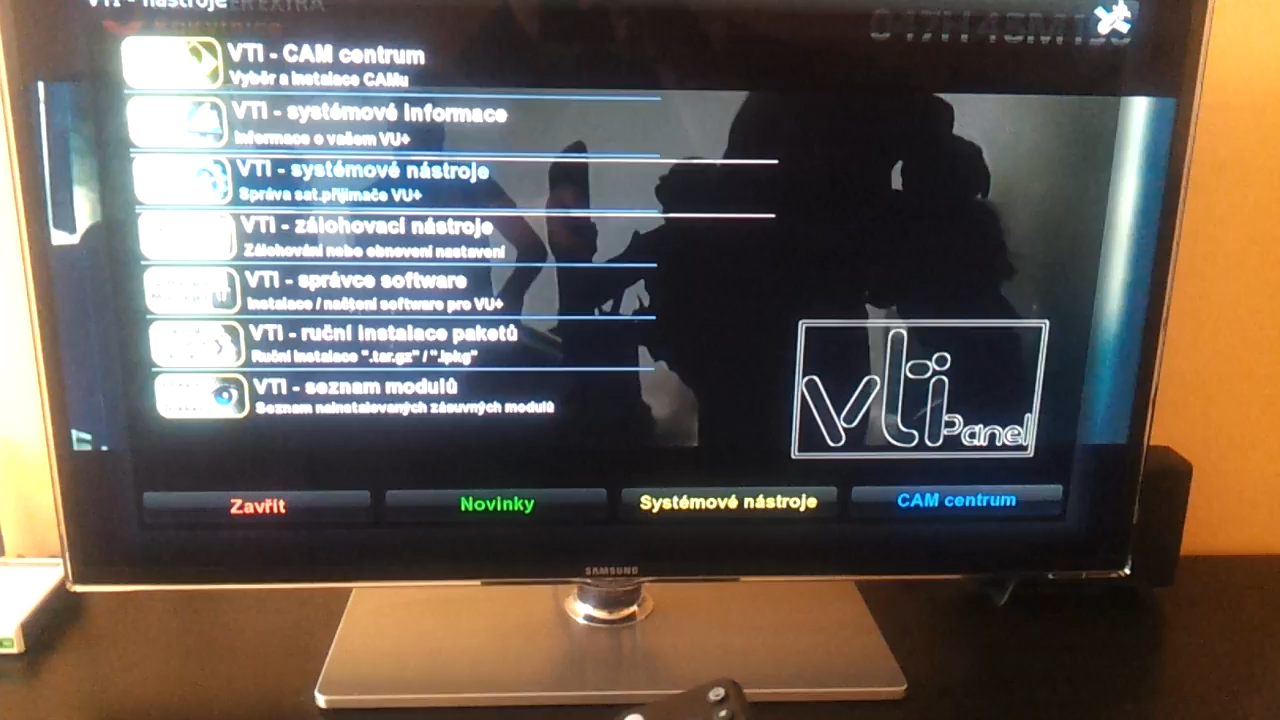 VTI - nástroje
VTI - CAM centrum
Výběr a instalace CAMu
VTI - systémové informace
Informace o vašem VU+
VTI - systémové nástroje
Správa sat.přijímače VU+
VTI - zálohovací nástroje
Zálohování nebo obnovení nastavení
VTI - správce software
Instalace / načtení software pro VU+
VTI - ruční instalace paketů
Ruční instalace ".tar.gz" / ".ipkg"
VTI - seznam modulů
Seznam nainstalovaných zásuvných modulů
vti Panel
Zavřít
Novinky
Systémové nástroje
CAM centrum
SAMSUNG